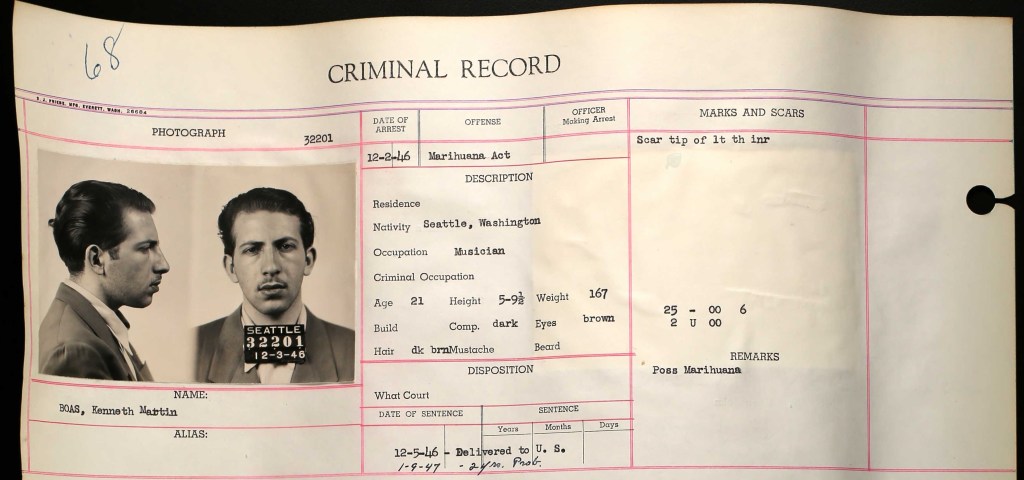 68
CRIMINAL RECORD
PHOTOGRAPH
32201
SEATTLE
32201
12-3-46
NAME:
BOAS, Kenneth Martin
ALIAS:
DATE OF ARREST
OFFENSE
OFFICER Making Arrest
12-2-46 Marihuana Act
DESCRIPTION
Residence
Nativity Seattle, Washington
Occupation Musician
Criminal Occupation
Age 21 Height 5-9½ Weight 167
Build Comp. dark Eyes brown
Hair dk brn Mustache Beard
DISPOSITION
What Court
DATE OF SENTENCE SENTENCE
Years Months Days
12-5-46 - Delivered to U. S.
1-9-47 - 2 yrs. Prob.
MARKS AND SCARS
Scar tip of lt th inr
25 - 00 6
2 U 00
REMARKS
Poss Marihuana